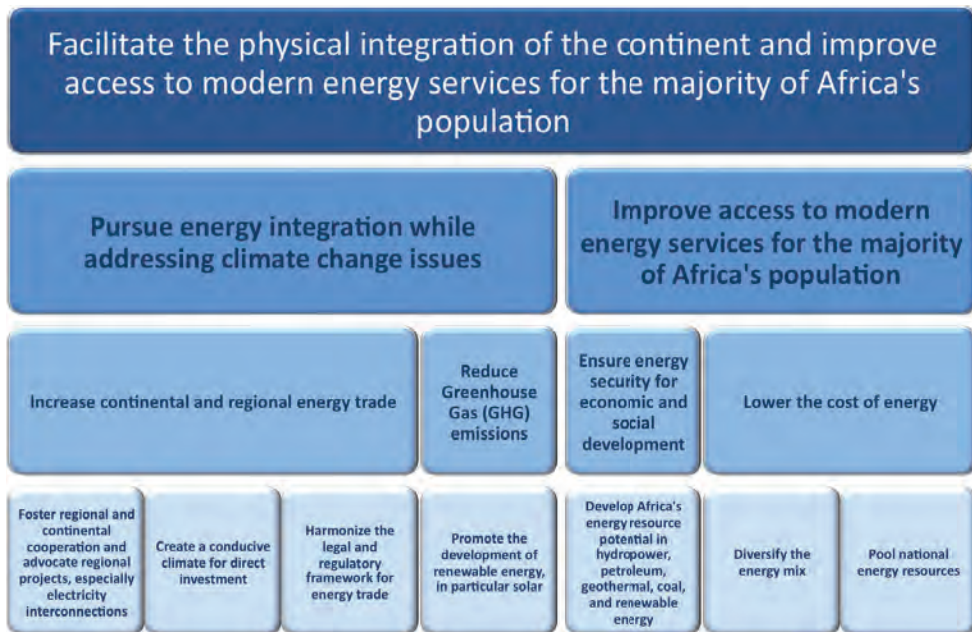 Facilitate the physical integration of the continent and improve
access to modern energy services for the majority of Africa's
population
Pursue energy integration while
addressing climate change issues
Improve access to modern
energy services for the majority
of Africa's population
Increase continental and regional energy trade
Reduce
Greenhouse
Gas (GHG)
emissions
Ensure energy
security for
economic and
social
development
Lower the cost of energy
Foster regional and
continental
cooperation and
advocate regional
projects, especially
electricity
interconnections
Create a conducive
climate for direct
investment
Harmonize the
legal and
regulatory
framework for
energy trade
Promote the
development of
renewable energy,
in particular solar
Develop Africa's
energy resource
potential in
hydropower,
petroleum,
geothermal, coal,
and renewable
energy
Diversify the
energy mix
Pool national
energy resources